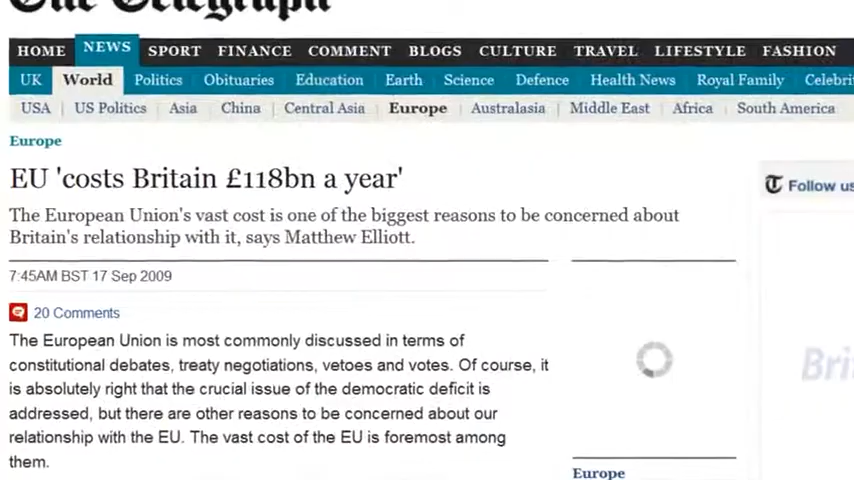 The Telegraph
HOME NEWS SPORT FINANCE COMMENT BLOGS CULTURE TRAVEL LIFESTYLE FASHION
UK World Politics Obituaries Education Earth Science Defence Health News Royal Family Celebri
USA US Politics Asia China Central Asia Europe Australasia Middle East Africa South America
Europe
EU 'costs Britain £118bn a year'
The European Union's vast cost is one of the biggest reasons to be concerned about
Britain's relationship with it, says Matthew Elliott.
Follow us
7:45AM BST 17 Sep 2009
20 Comments
The European Union is most commonly discussed in terms of
constitutional debates, treaty negotiations, vetoes and votes. Of course, it
is absolutely right that the crucial issue of the democratic deficit is
addressed, but there are other reasons to be concerned about our
relationship with the EU. The vast cost of the EU is foremost among
them.
Brit
Europe